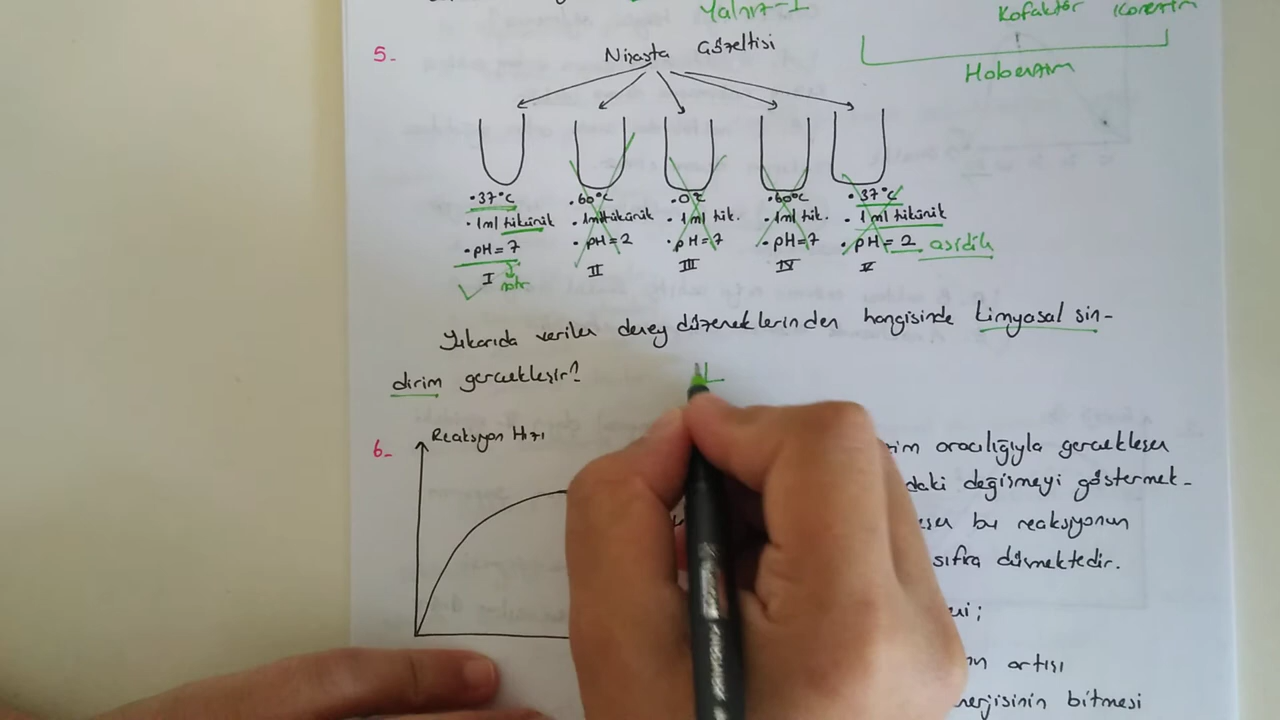 Yalnız-I
Kofaktör Koenzim
Holoenzim
5-
Nişasta Çözeltisi
•37°C •60°C •0°C •60°C •37°C
•1ml tükürük •1ml tükürük •1ml tük. •1ml tük. •1ml tükürük
•pH=7 •pH=2 •pH=7 •pH=7 •pH=2 asidik
I II III IV V
nötr
Yukarıda verilen deney düzeneklerinden hangisinde kimyasal sin-
dirim gerçekleşir?
6-
Reaksiyon Hızı
aracılığıyla gerçekleşen
daki değişmeyi göstermek-
bu reaksiyonun
sıfıra düşmektedir.
artışı
bitmesi